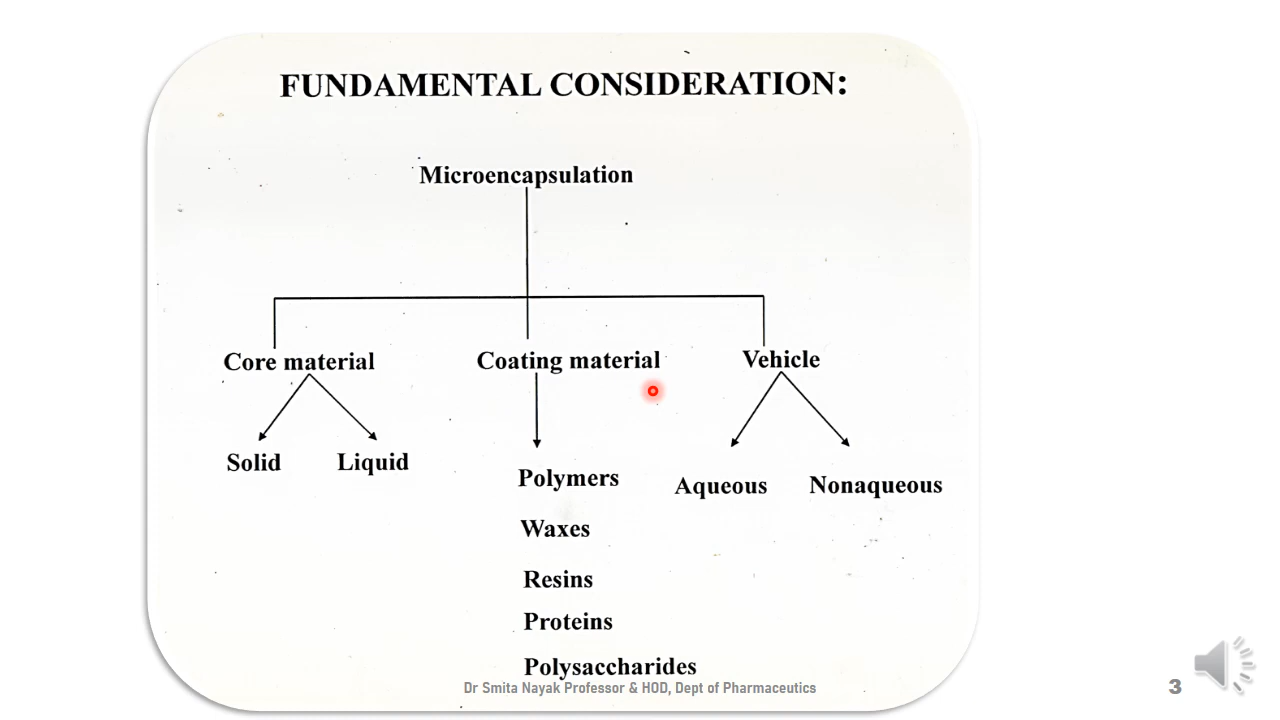 FUNDAMENTAL CONSIDERATION:
Microencapsulation
Core material
Coating material
Vehicle
Solid
Liquid
Polymers
Waxes
Resins
Proteins
Polysaccharides
Aqueous
Nonaqueous
Dr Smita Nayak Professor & HOD, Dept of Pharmaceutics
3